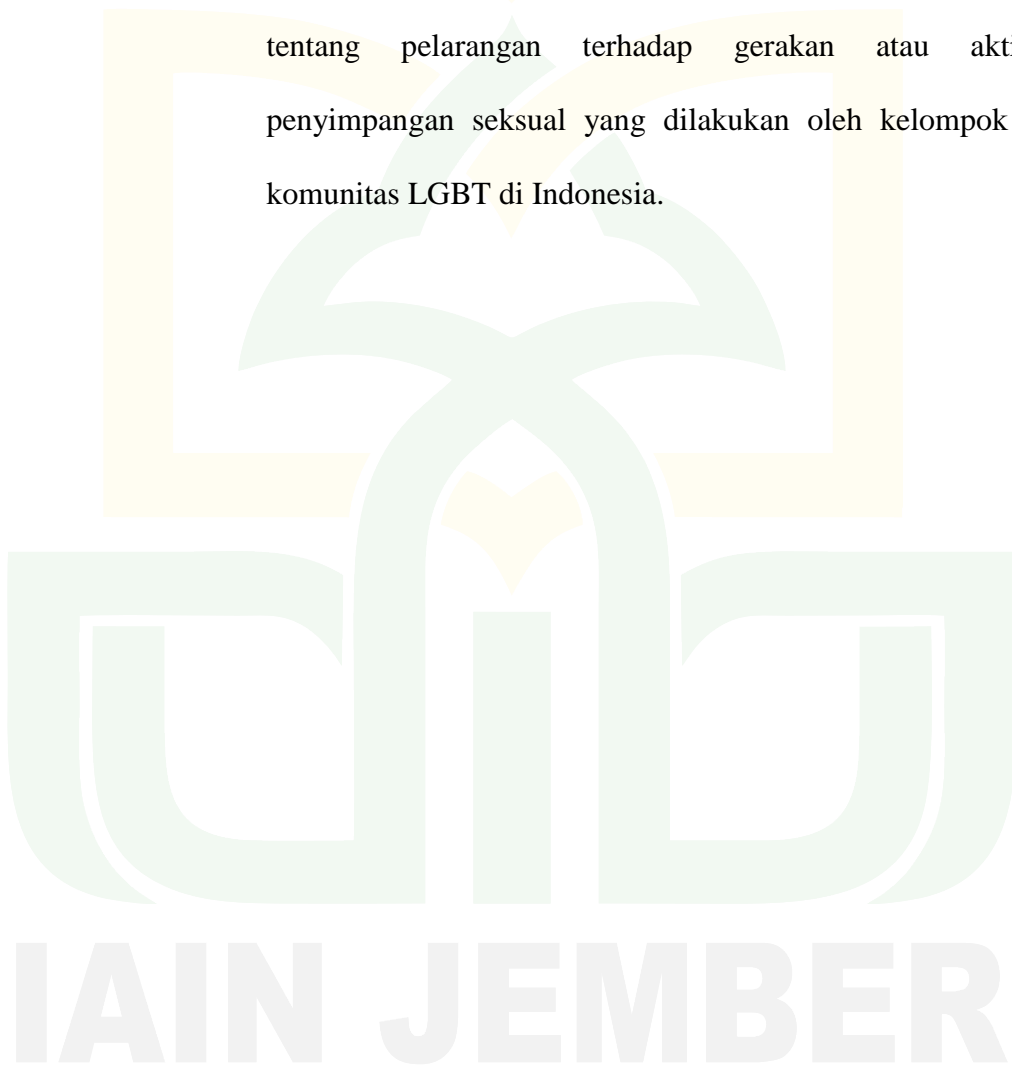 tentang pelarangan terhadap gerakan atau akti
penyimpangan seksual yang dilakukan oleh kelompok
komunitas LGBT di Indonesia.
IAIN JEMBER